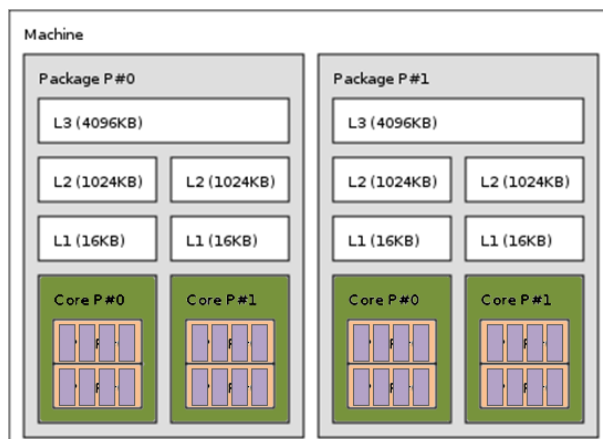 Machine
Package P#0
L3 (4096KB)
L2 (1024KB)
L2 (1024KB)
L1 (16KB)
L1 (16KB)
Core P#0
Core P#1
Package P#1
L3 (4096KB)
L2 (1024KB)
L2 (1024KB)
L1 (16KB)
L1 (16KB)
Core P#0
Core P#1